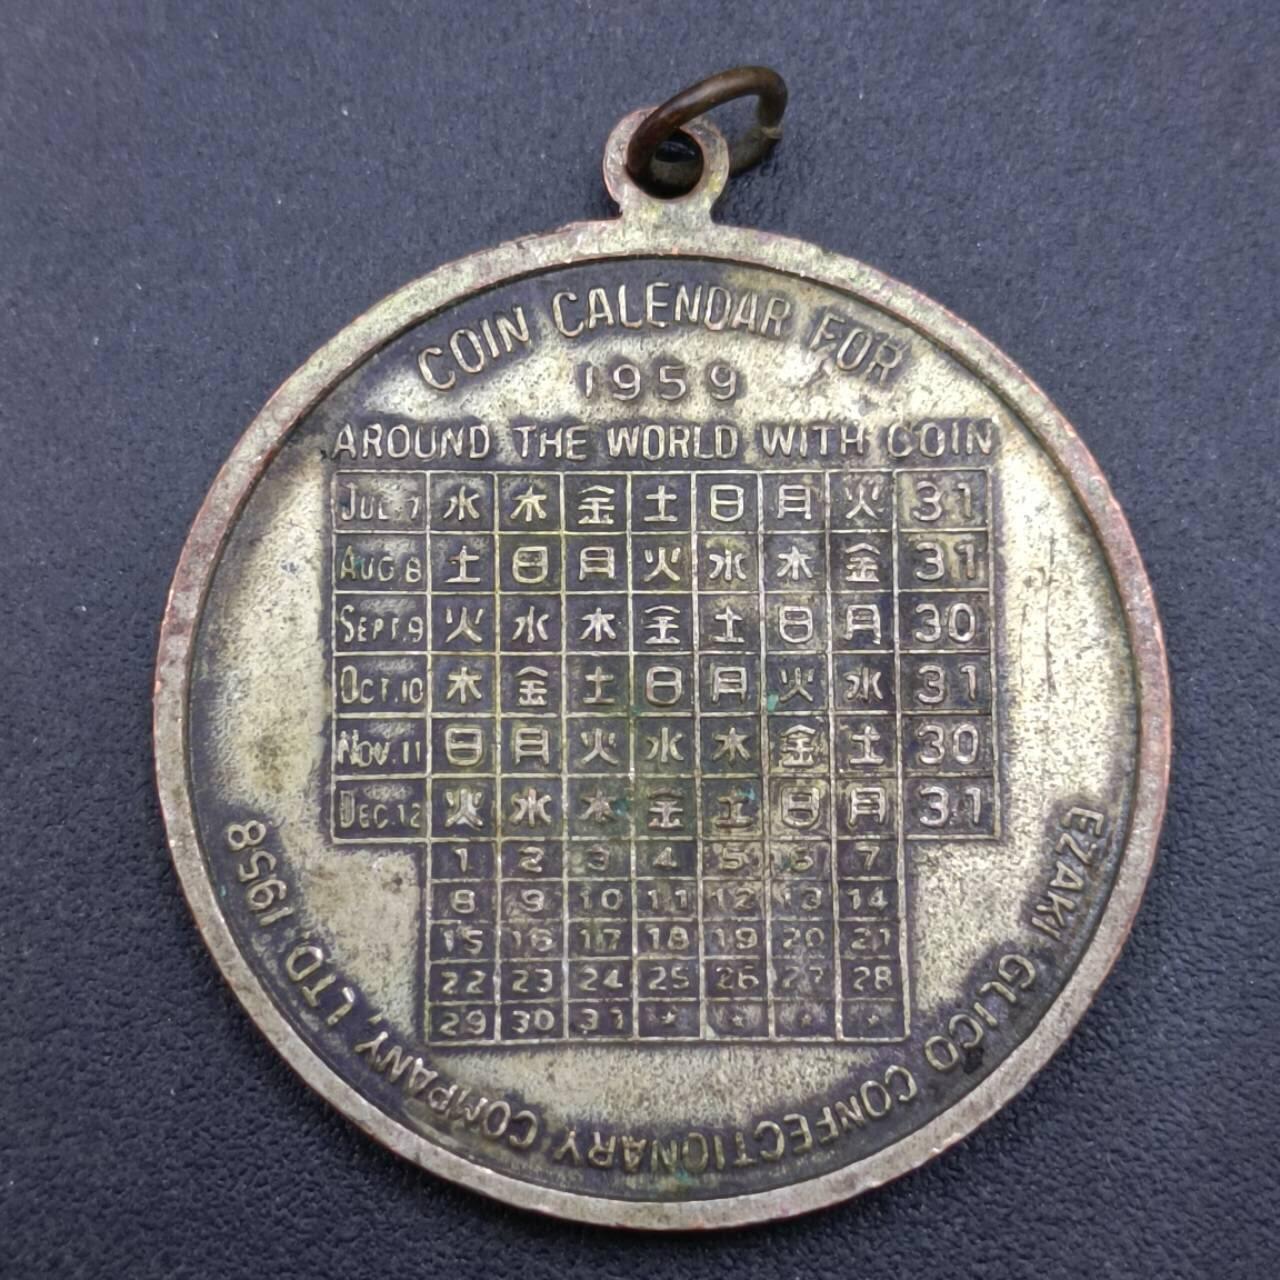 COIN CALENDAR FOR
1959
AROUND THE WORLD WITH COIN
JUL.7 水 木 金 土 日 月 火 31
AUG.8 土 日 月 火 水 木 金 31
SEPT.9 火 水 木 金 土 日 月 30
OCT.10 木 金 土 日 月 火 水 31
NOV.11 日 月 火 水 木 金 土 30
DEC.12 火 水 木 金 土 日 月 31
1 2 3 4 5 6 7
8 9 10 11 12 13 14
15 16 17 18 19 20 21
22 23 24 25 26 27 28
29 30 31 * * * *
EZAKI GLICO CONFECTIONARY COMPANY, LTD. 1958